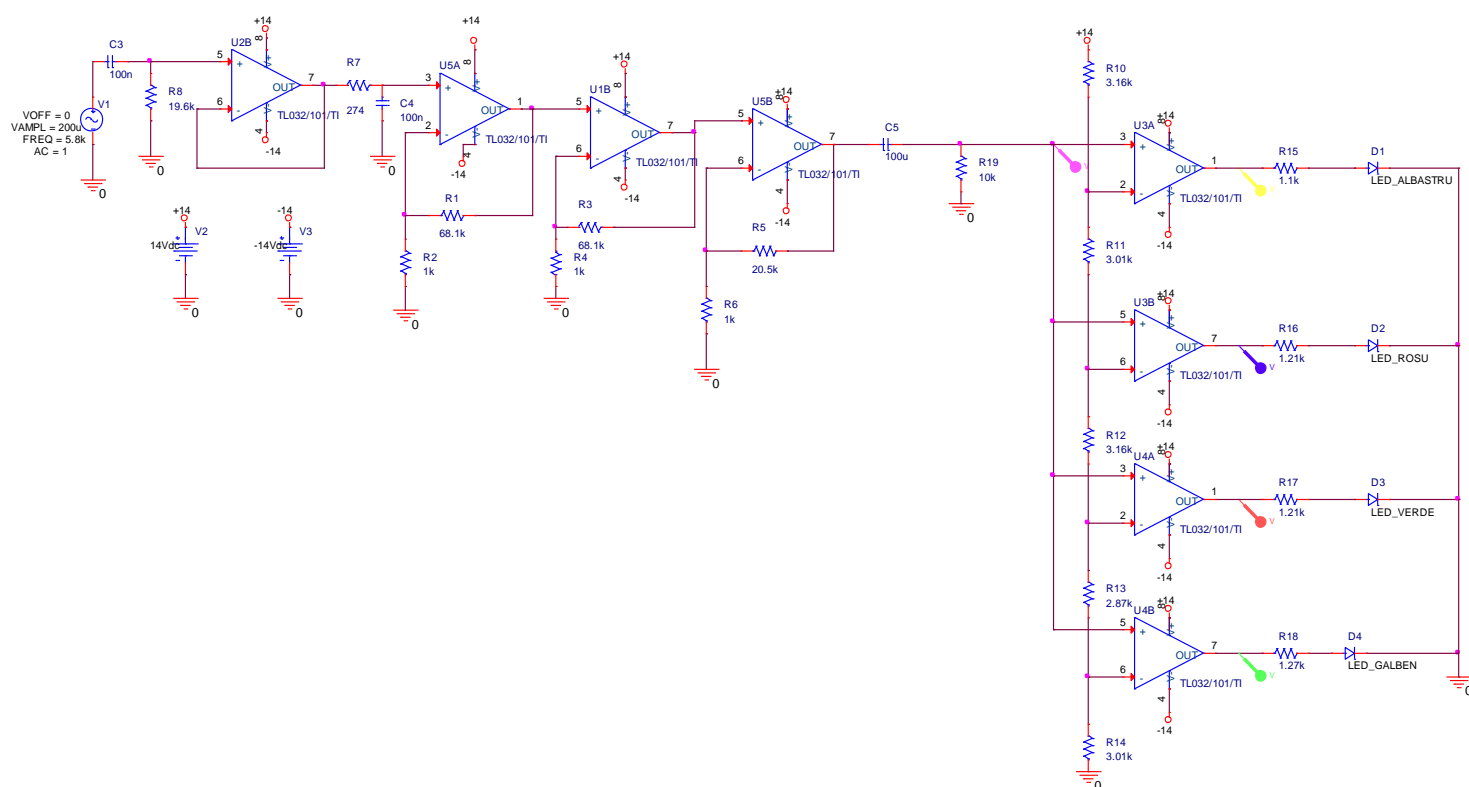 C3
100n
R8
19.6k
V1
VOFF = 0
VAMPL = 200u
FREQ = 5.8k
AC = 1
0
0
U2B
+14
8
V+
5
+
6
-
7
OUT
V-
4
-14
TL032/101/TI
R7
274
C4
100n
0
U5A
+14
8
V+
3
+
2
-
1
OUT
V-
4
-14
TL032/101/TI
R1
68.1k
R2
1k
0
U1B
+14
8
V+
5
+
6
-
7
OUT
V-
4
-14
TL032/101/TI
R3
68.1k
R4
1k
0
U5B
+14
8
V+
5
+
6
-
7
OUT
V-
4
-14
TL032/101/TI
R5
20.5k
R6
1k
0
C5
100u
R19
10k
0
V
+14
V2
14Vdc
0
-14
V3
-14Vdc
0
+14
R10
3.16k
R11
3.01k
R12
3.16k
R13
2.87k
R14
3.01k
0
U3A
+14
8
V+
3
+
2
-
1
OUT
V-
4
-14
TL032/101/TI
V
R15
1.1k
D1
LED_ALBASTRU
U3B
+14
8
V+
5
+
6
-
7
OUT
V-
4
-14
TL032/101/TI
V
R16
1.21k
D2
LED_ROSU
U4A
+14
8
V+
3
+
2
-
1
OUT
V-
4
-14
TL032/101/TI
V
R17
1.21k
D3
LED_VERDE
U4B
+14
8
V+
5
+
6
-
7
OUT
V-
4
-14
TL032/101/TI
V
R18
1.27k
D4
LED_GALBEN
0